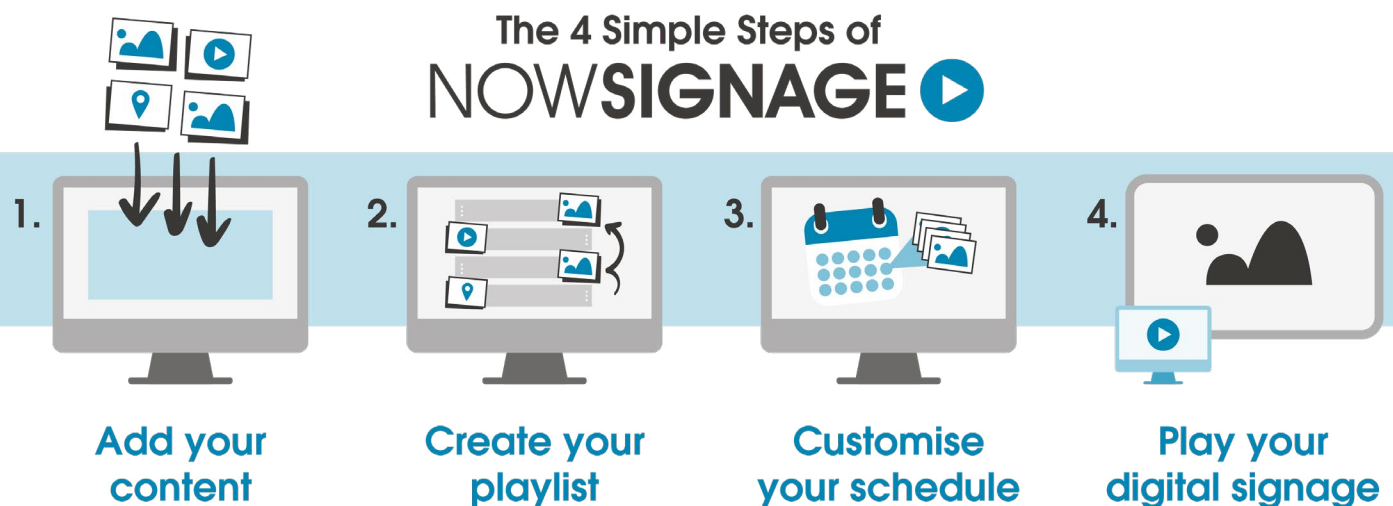 The 4 Simple Steps of
NOWSIGNAGE
1.
2.
3.
4.
Add your
content
Create your
playlist
Customise
your schedule
Play your
digital signage